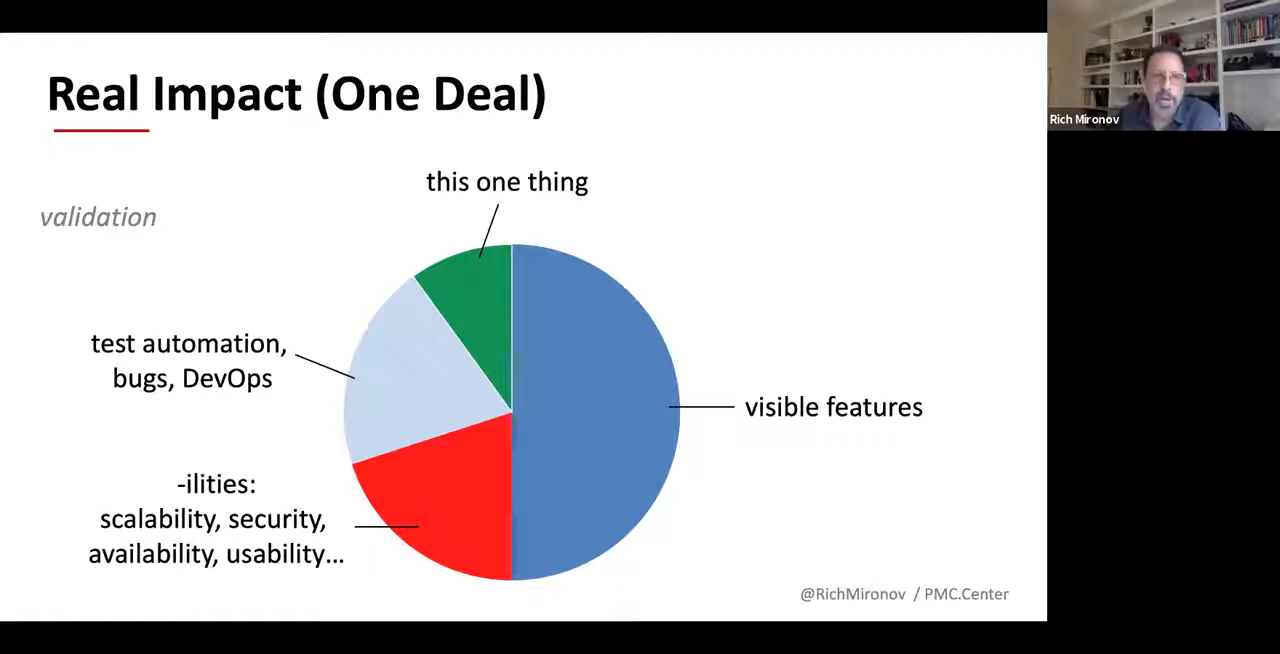 Real Impact (One Deal)
Rich Mironov
this one thing
validation
test automation,
bugs, DevOps
visible features
-ilities:
scalability, security,
availability, usability…
@RichMironov / PMC.Center